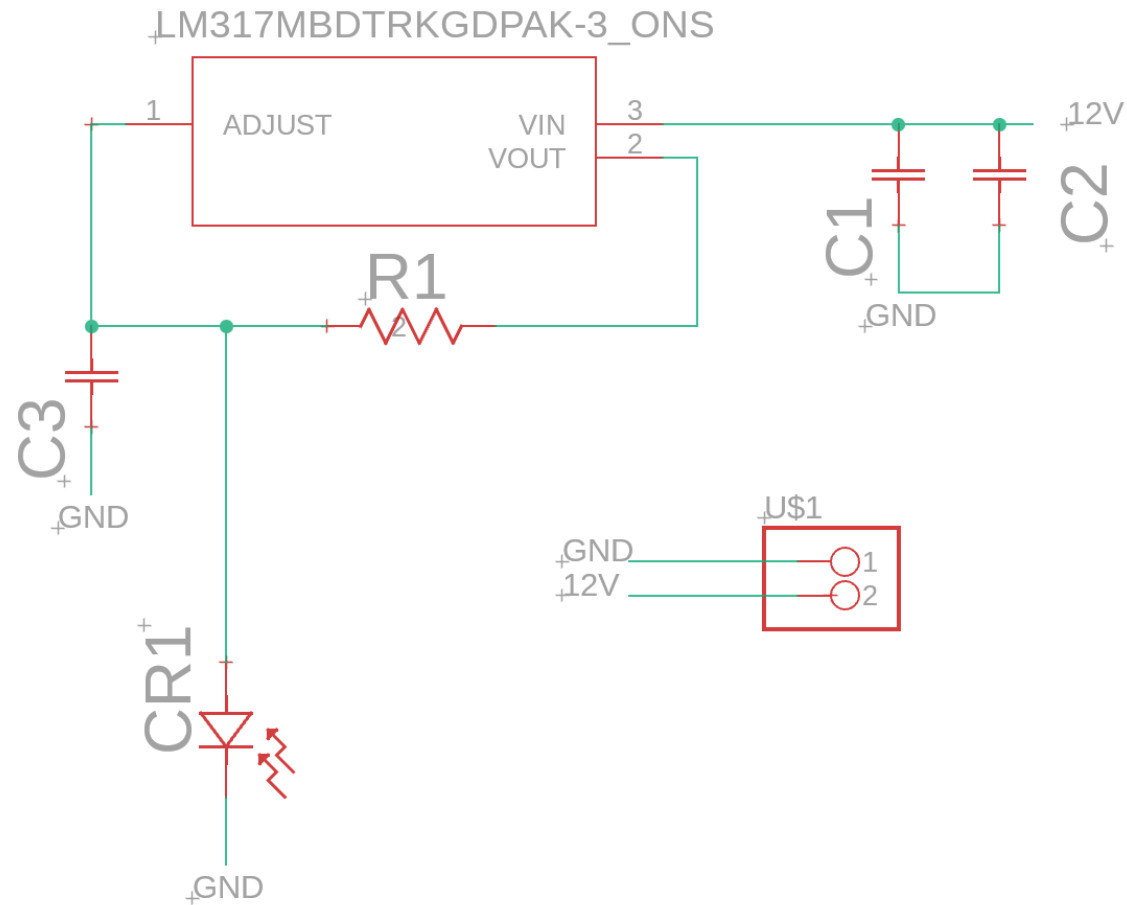 LM317MBDTRKGDPAK-3_ONS
1
ADJUST
VIN
3
12V
VOUT
2
C1
C2
R1
2
GND
C3
GND
U$1
GND
1
12V
2
CR1
GND